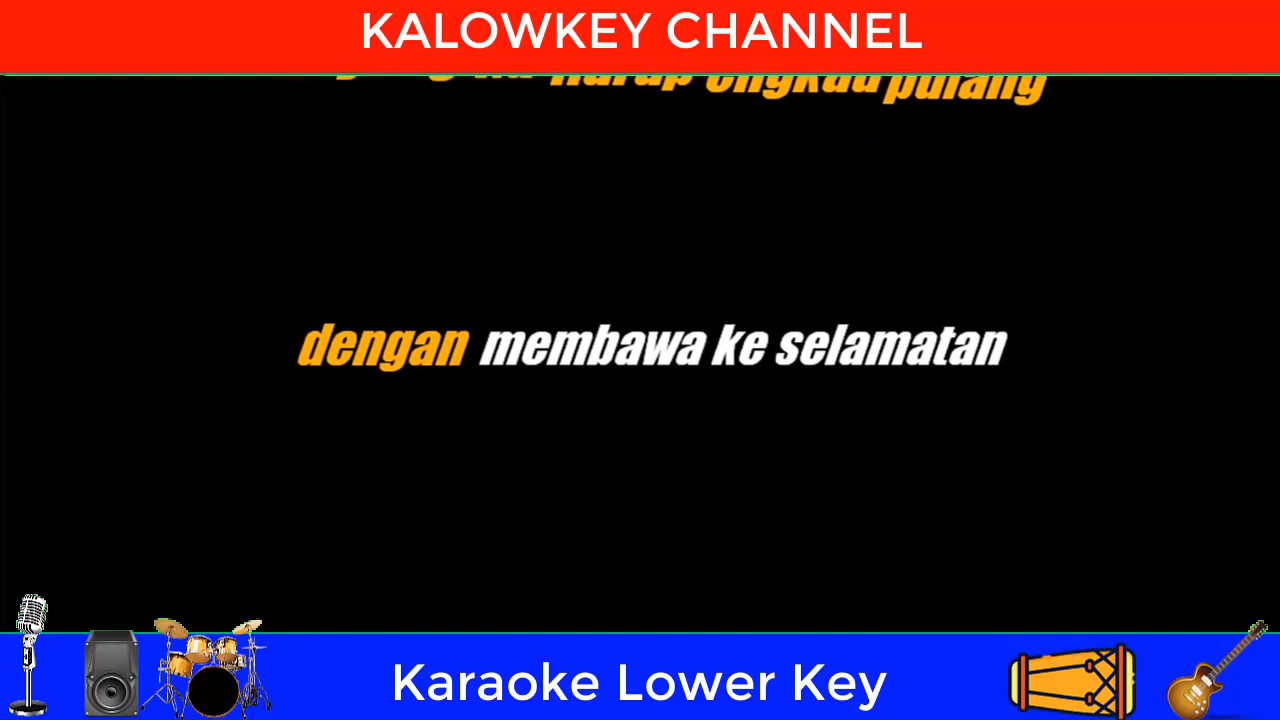 KALOWKEY CHANNEL
harap engkau pulang
dengan membawa ke selamatan
Karaoke Lower Key